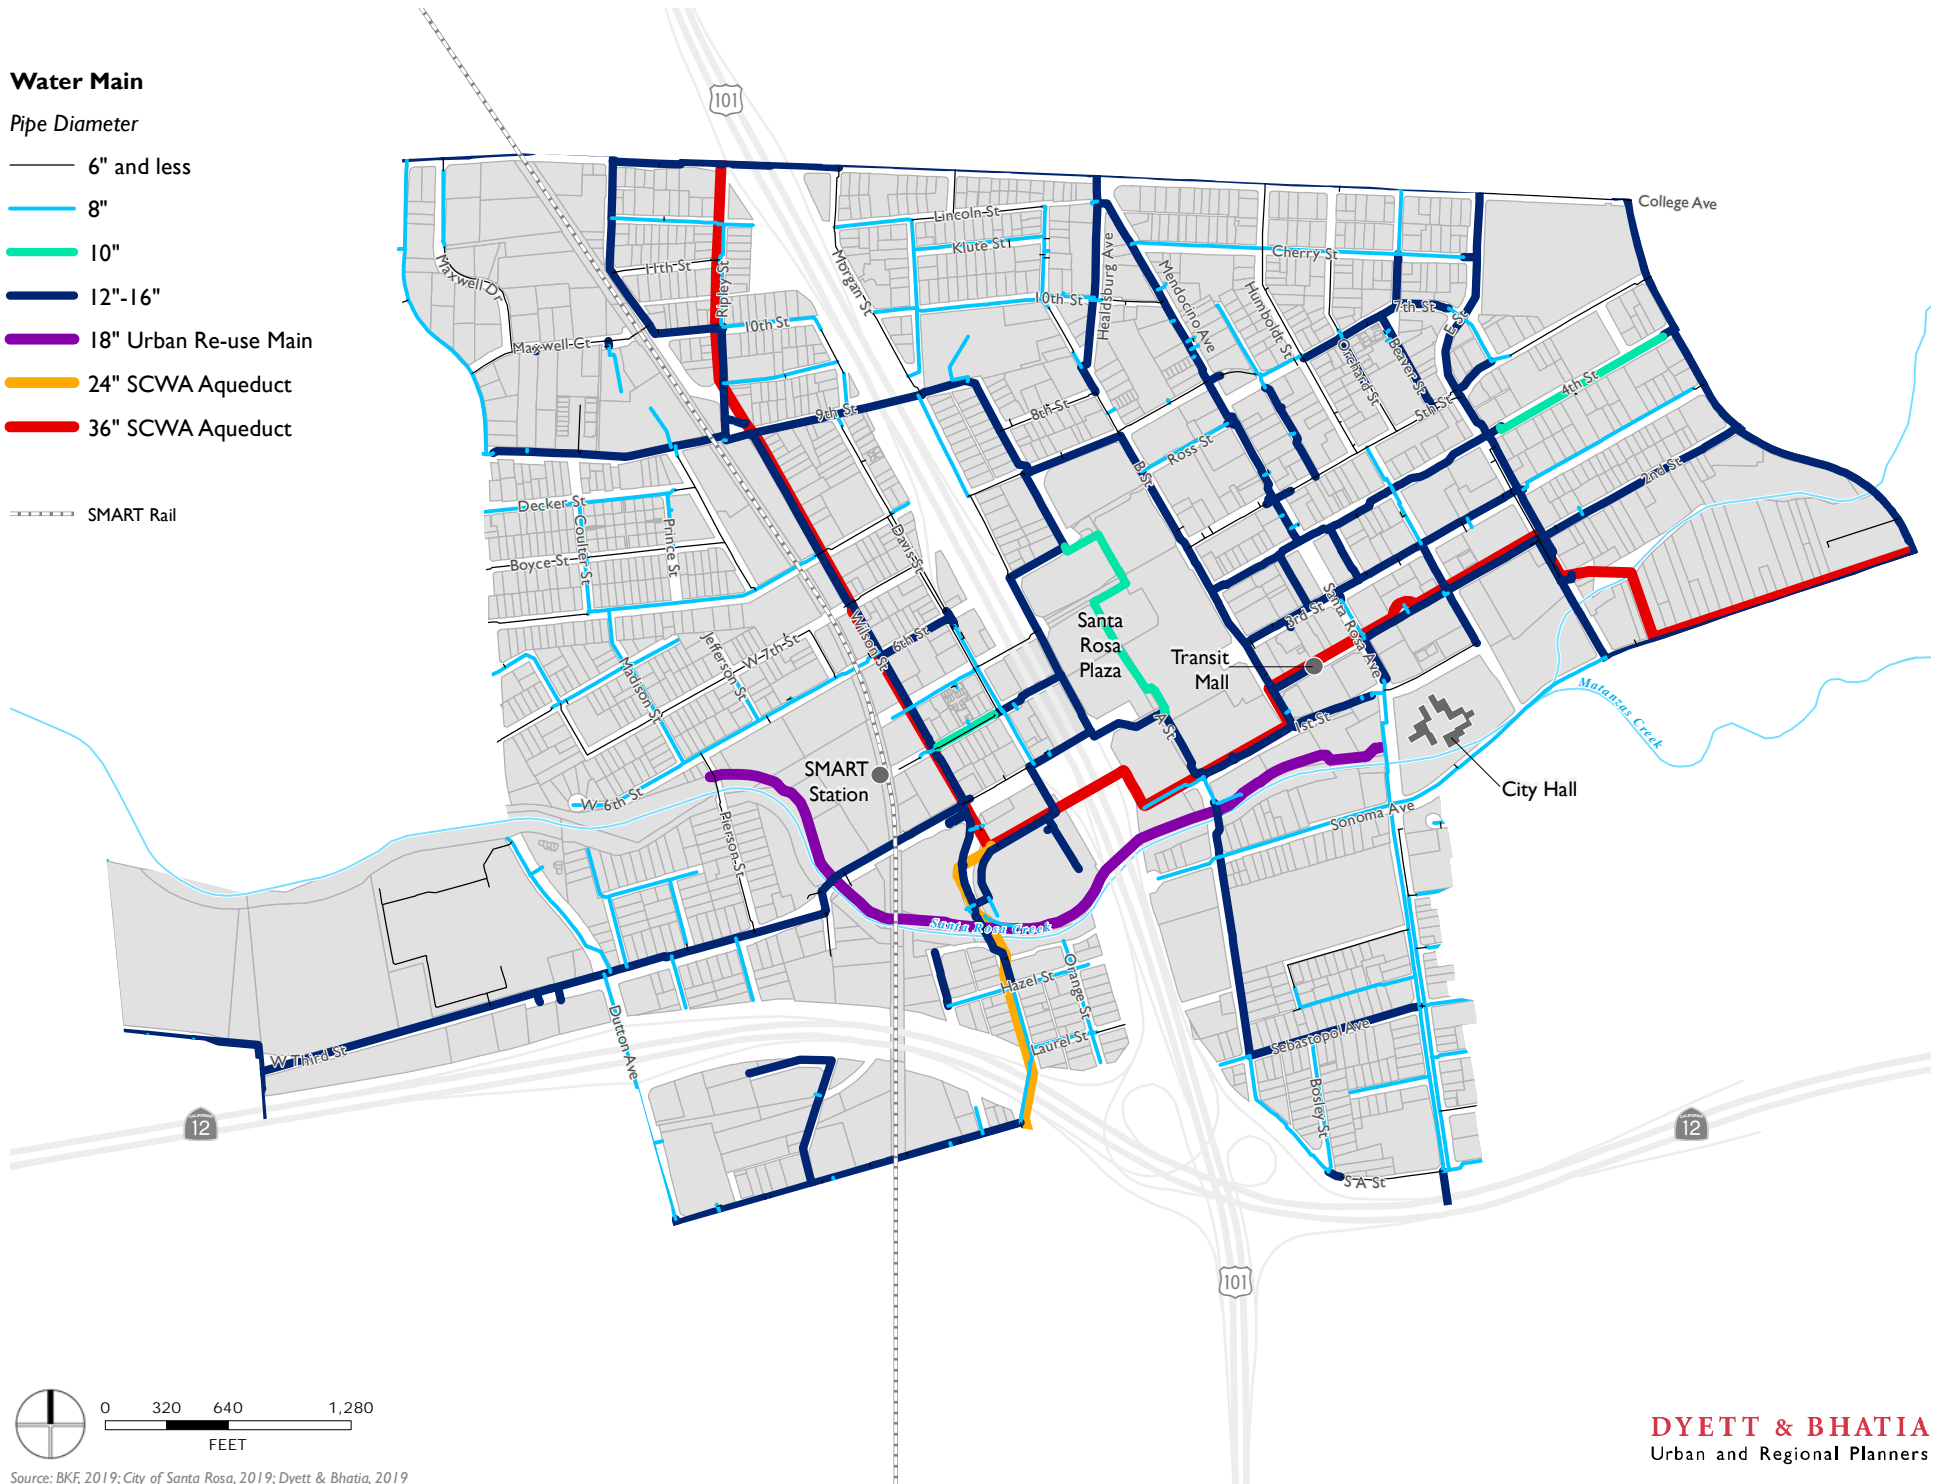 Water Main
Pipe Diameter
6" and less
8"
10"
12"-16"
18" Urban Re-use Main
24" SCWA Aqueduct
36" SCWA Aqueduct
SMART Rail
101
College Ave
Lincoln St
Klute St
Cherry St
11th St
Ripley St
Maxwell Dr
Morgan St
Healdsburg Ave
Mendocino Ave
Humboldt St
10th St
10th St
7th St
E St
Maxwell Ct
Orchard St
Beaver St
4th St
9th St
8th St
5th St
Ross St
B St
2nd St
Decker St
Coulter St
Prince St
Davis St
Boyce St
Santa
Rosa
Plaza
3rd St
Santa Rosa Ave
Transit
Mall
Wilson St
6th St
W 7th St
Jefferson St
Madison St
A St
1st St
Matanzas Creek
SMART
Station
City Hall
W 6th St
Pierson St
Sonoma Ave
Santa Rosa Creek
Hazel St
Orange St
Laurel St
Sebastopol Ave
W Third St
Dutton Ave
Bosley St
CALIFORNIA
12
CALIFORNIA
12
S A St
101
0 320 640 1,280
FEET
Source: BKF, 2019; City of Santa Rosa, 2019; Dyett & Bhatia, 2019
DYETT & BHATIA
Urban and Regional Planners